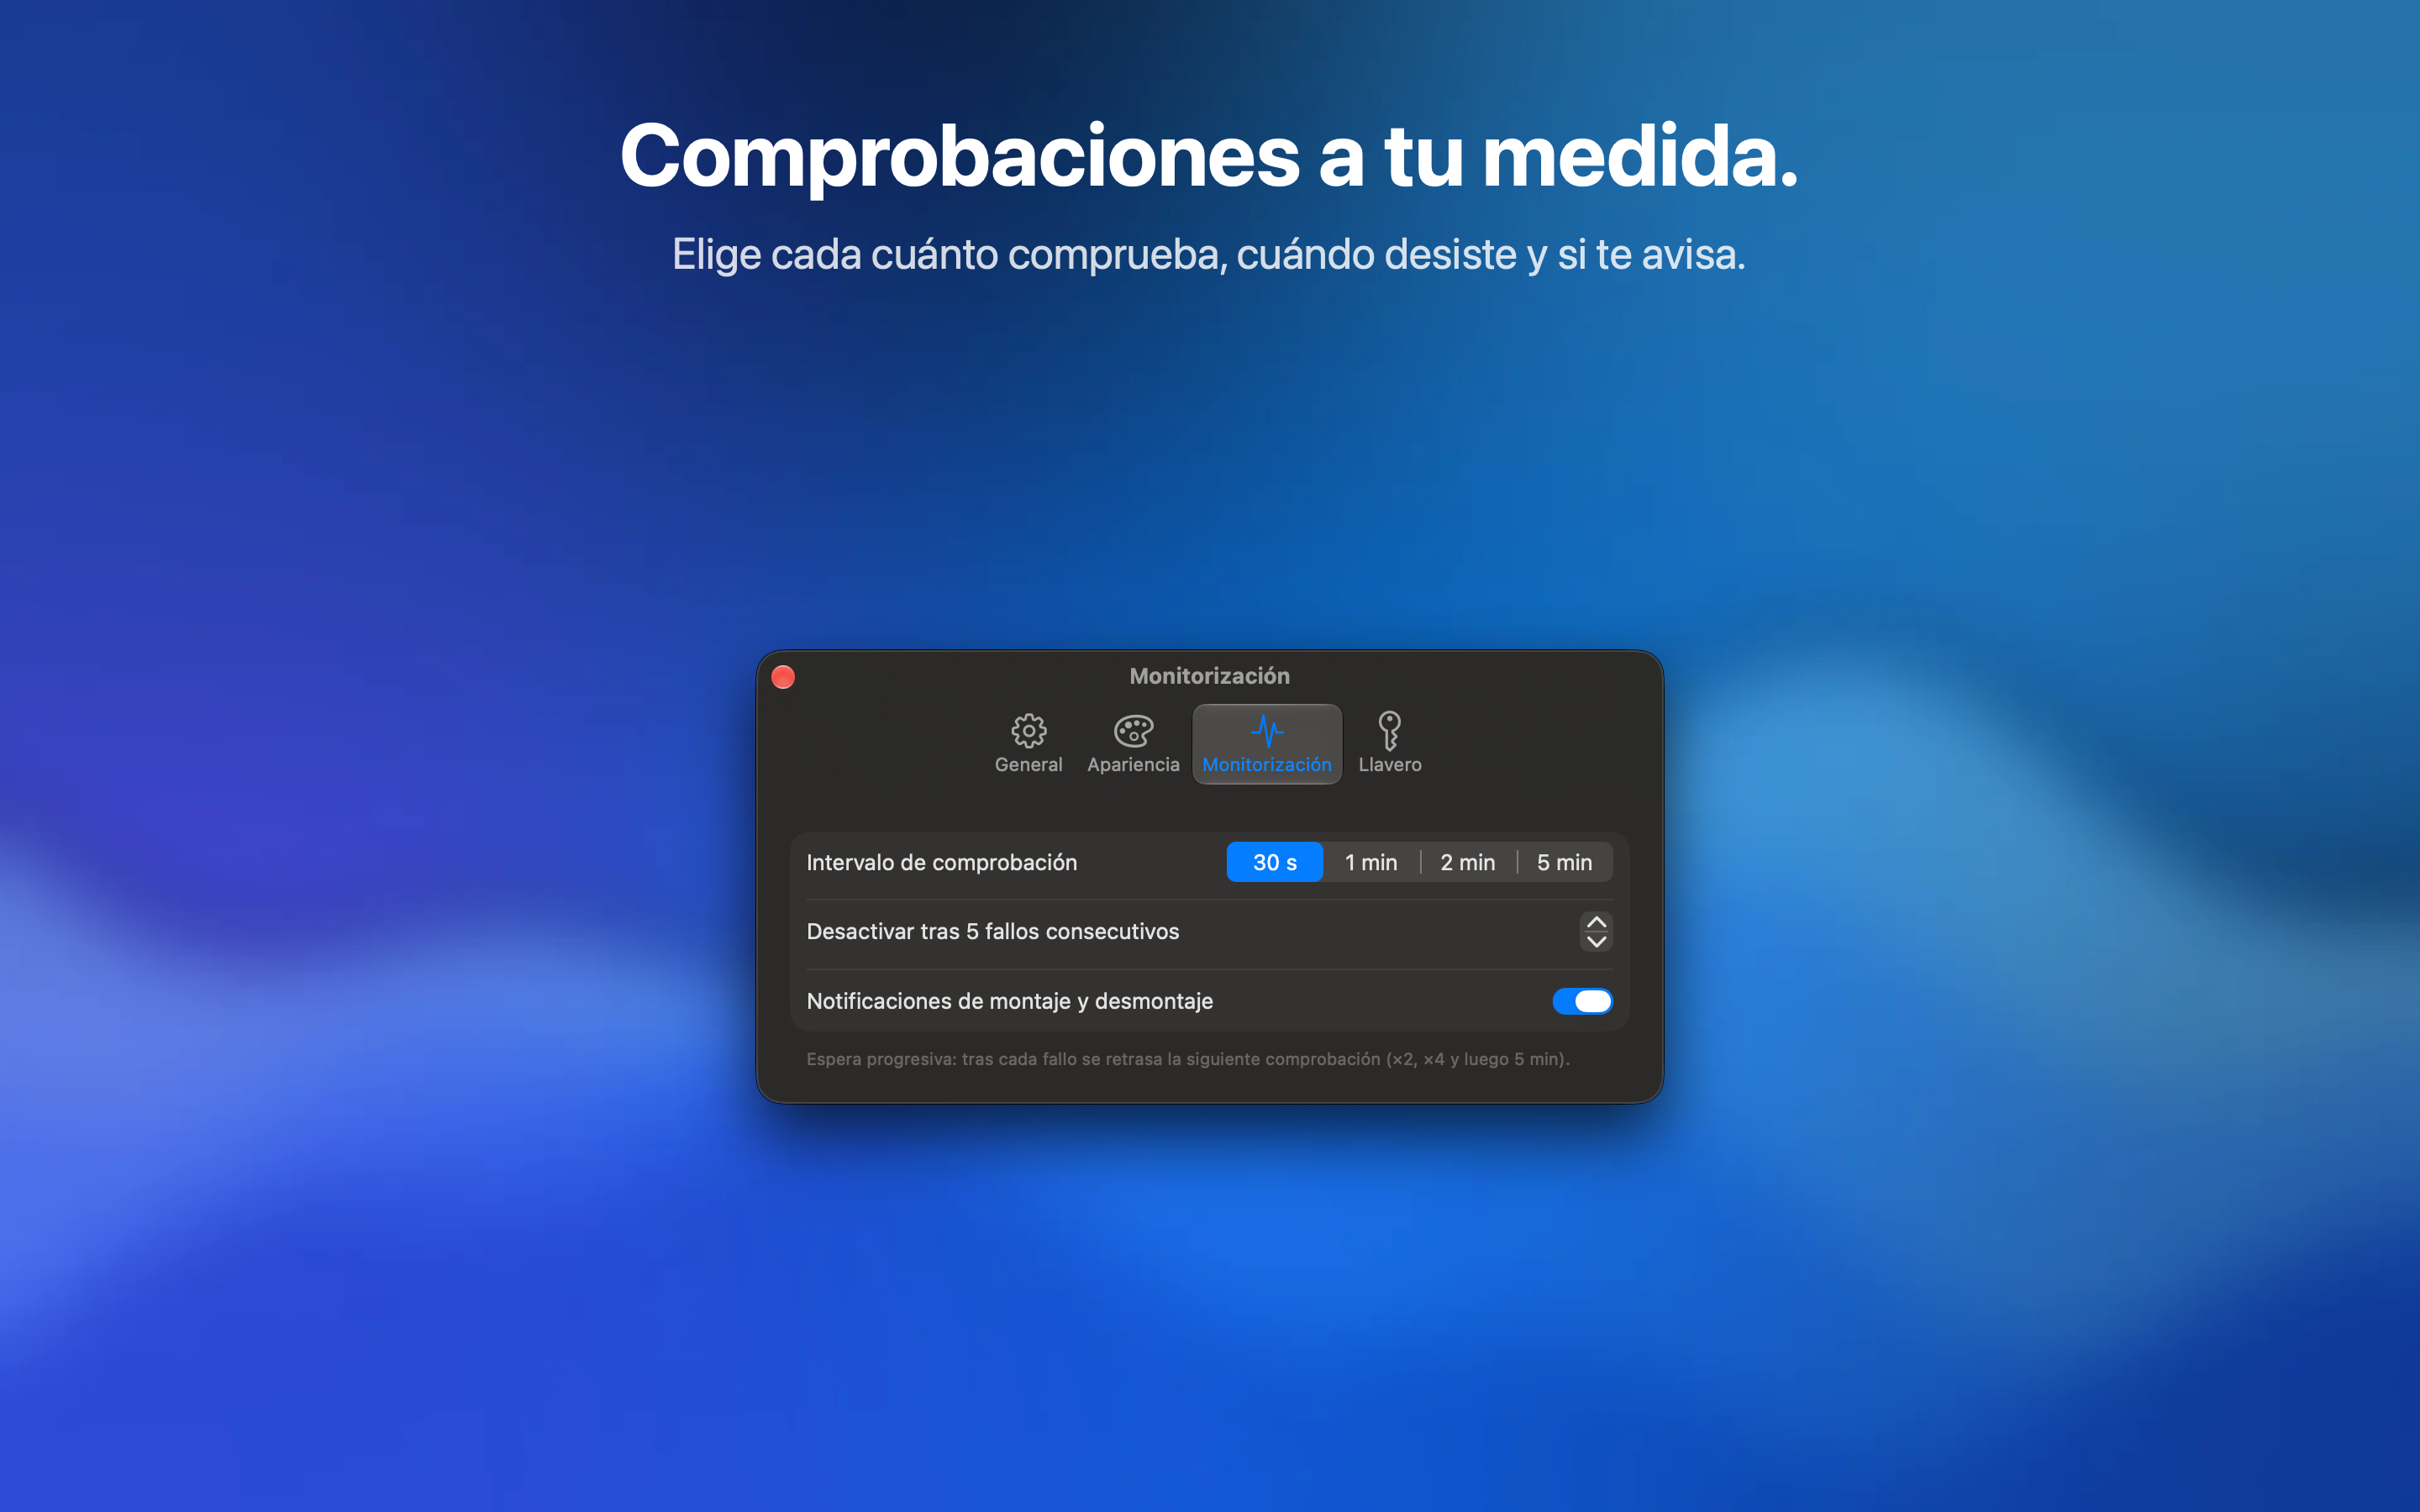 Comprobaciones a tu medida.
Elige cada cuánto comprueba, cuándo desiste y si te avisa.
Monitorización
General
Apariencia
Monitorización
Llavero
Intervalo de comprobación
30 s
1 min
2 min
5 min
Desactivar tras 5 fallos consecutivos
Notificaciones de montaje y desmontaje
Espera progresiva: tras cada fallo se retrasa la siguiente comprobación (×2, ×4 y luego 5 min).